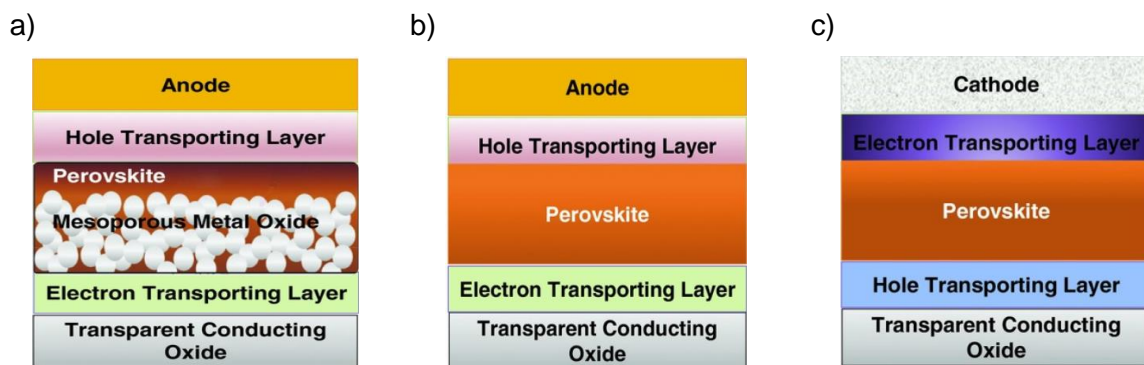 a)
Anode
Hole Transporting Layer
Perovskite
Mesoporous Metal Oxide
Electron Transporting Layer
Transparent Conducting
Oxide
b)
Anode
Hole Transporting Layer
Perovskite
Electron Transporting Layer
Transparent Conducting
Oxide
c)
Cathode
Electron Transporting Layer
Perovskite
Hole Transporting Layer
Transparent Conducting
Oxide